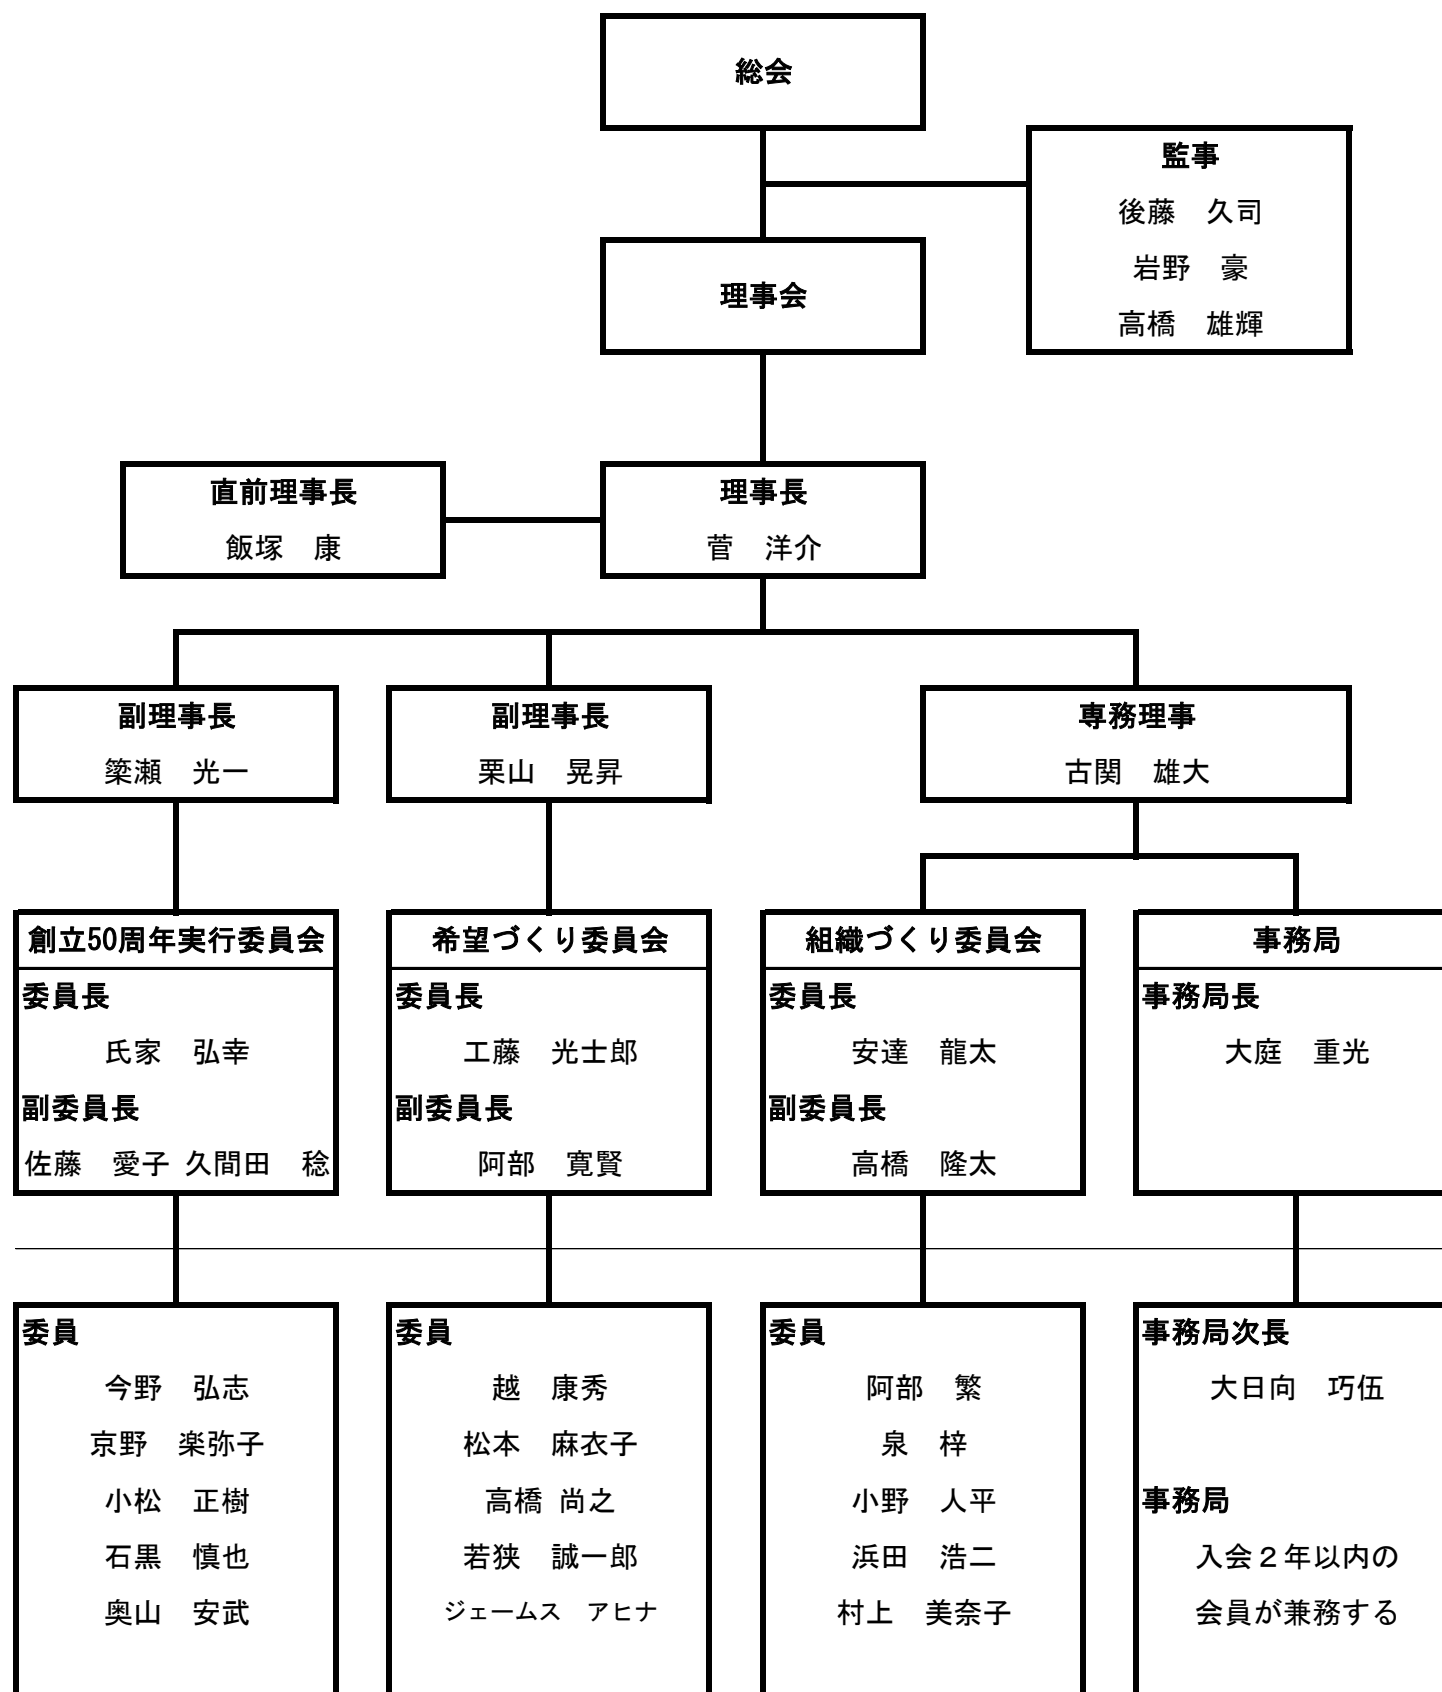 総会
監事
後藤　久司
岩野　豪
高橋　雄輝
理事会
直前理事長
飯塚　康
理事長
菅　洋介
副理事長
簗瀬　光一
副理事長
栗山　晃昇
専務理事
古関　雄大
創立50周年実行委員会
委員長
氏家　弘幸
副委員長
佐藤　愛子 久間田　稔
希望づくり委員会
委員長
工藤　光士郎
副委員長
阿部　寛賢
組織づくり委員会
委員長
安達　龍太
副委員長
高橋　隆太
事務局
事務局長
大庭　重光
委員
今野　弘志
京野　楽弥子
小松　正樹
石黒　慎也
奥山　安武
委員
越　康秀
松本　麻衣子
高橋 尚之
若狭　誠一郎
ジェームス　アヒナ
委員
阿部　繁
泉　梓
小野　人平
浜田　浩二
村上　美奈子
事務局次長
大日向　巧伍
事務局
入会２年以内の
会員が兼務する